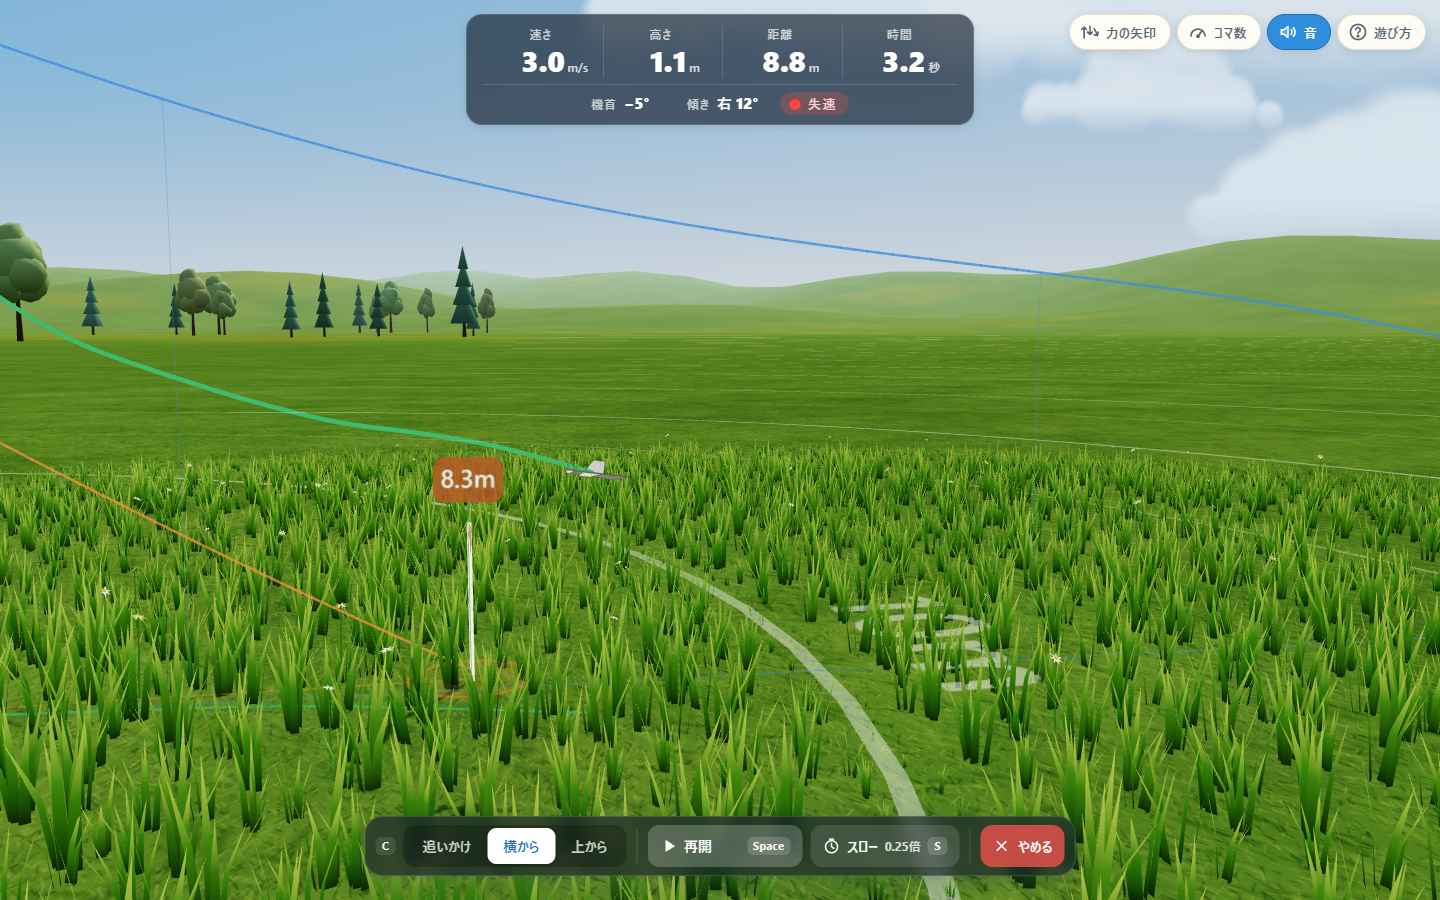 速さ 高さ 距離 時間
3.0 m/s 1.1 m 8.8 m 3.2 秒
機首 −5° 傾き 右 12° 失速
力の矢印 コマ数 音 遊び方
8.3m
C 追いかけ 横から 上から 再開 Space スロー 0.25倍 S やめる